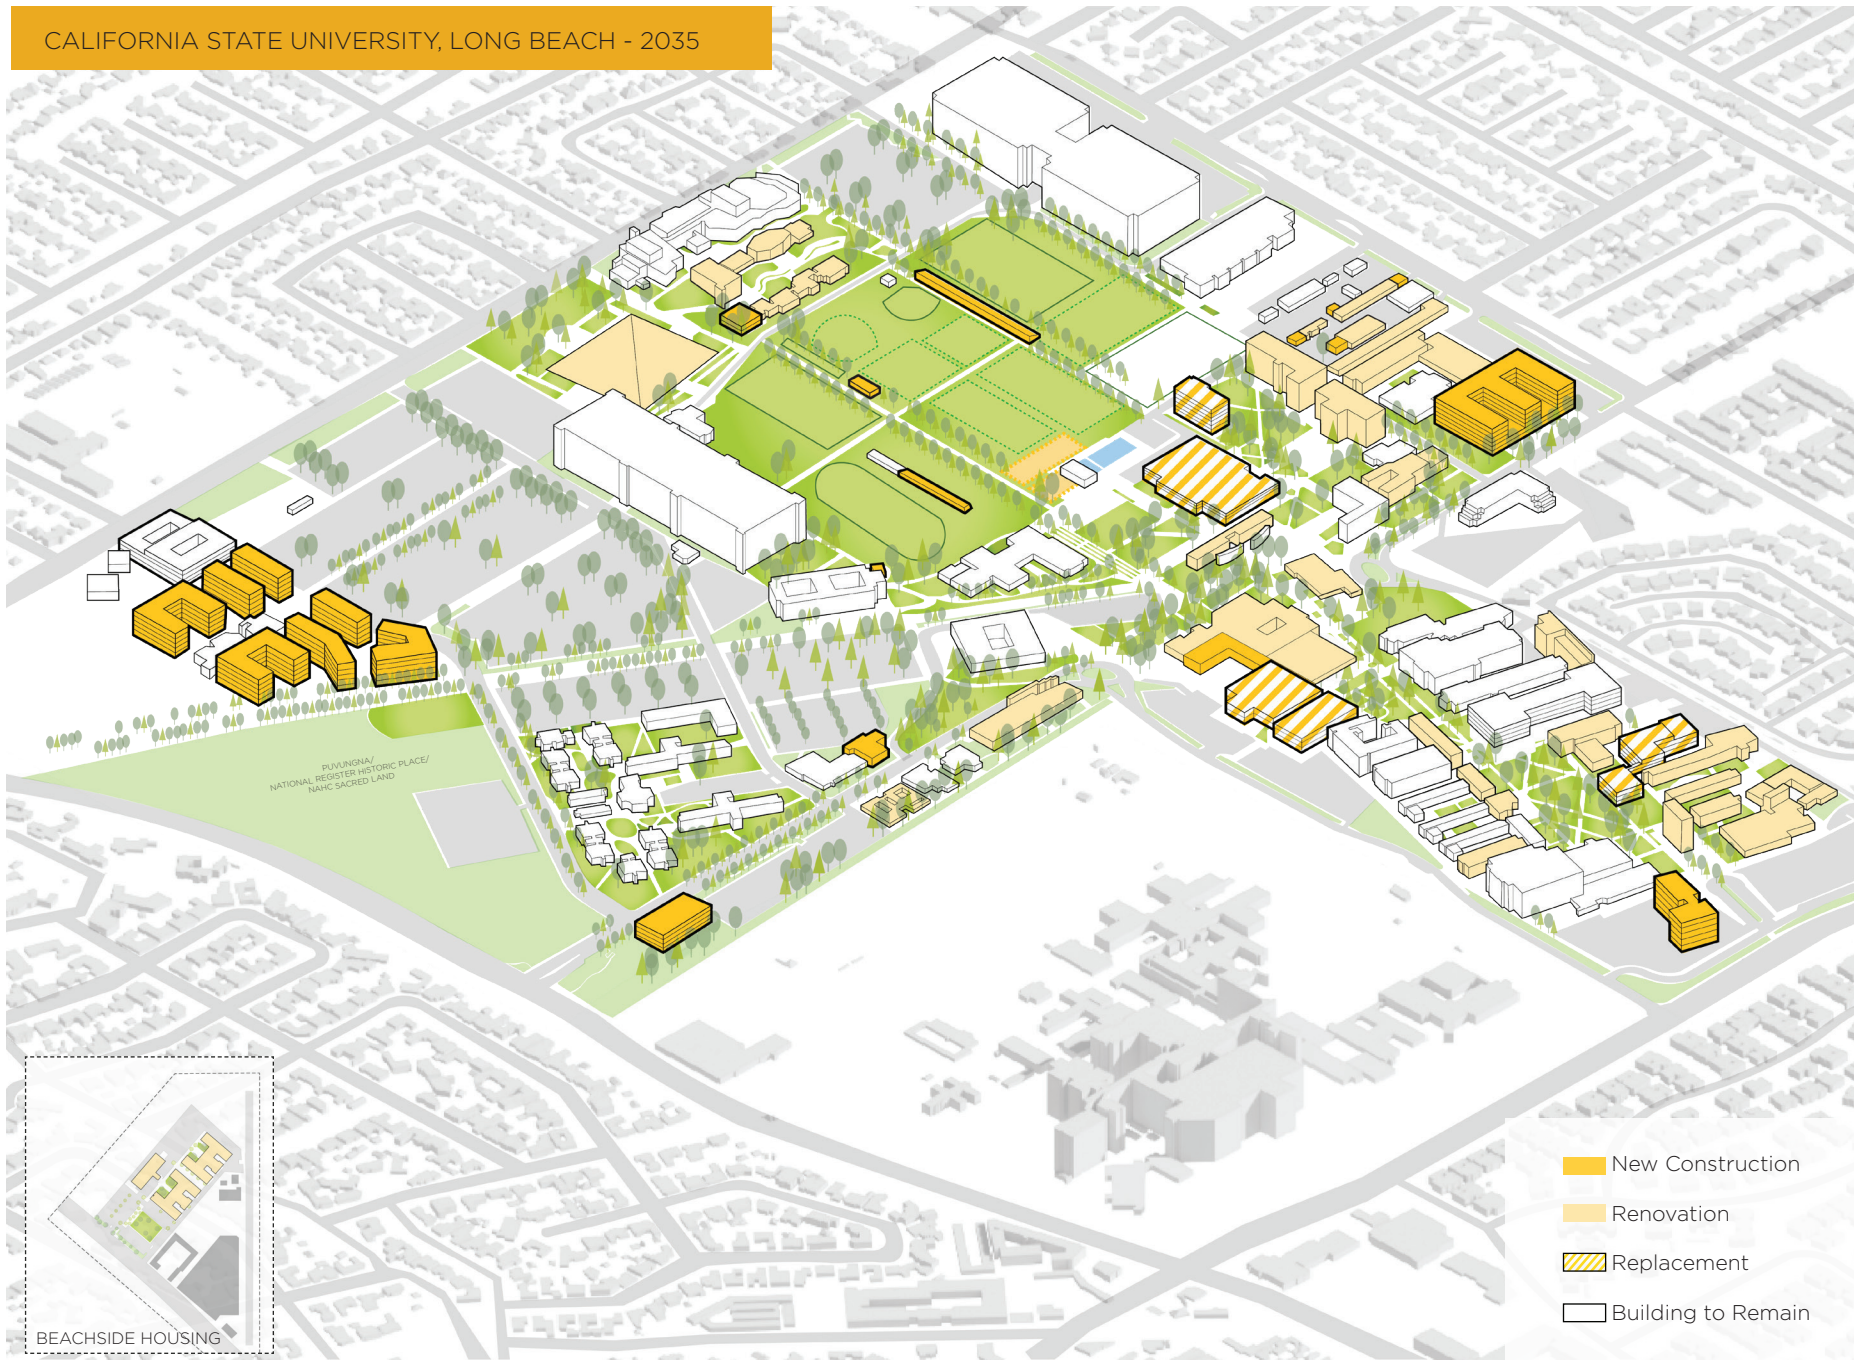 CALIFORNIA STATE UNIVERSITY, LONG BEACH - 2035
PUVUNGNA/
NATIONAL REGISTER HISTORIC PLACE/
NAHC SACRED LAND
New Construction
Renovation
Replacement
Building to Remain
BEACHSIDE HOUSING